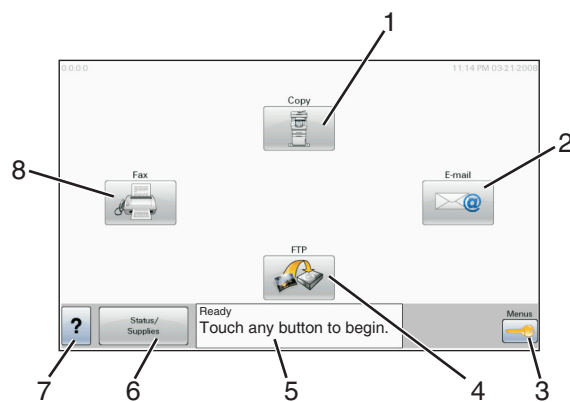 1
0.0.0.0
11:14 PM 03-21-2008
Copy
2
8
Fax
E-mail
@
FTP
?
Status/
Supplies
Ready
Touch any button to begin.
Menus
7
6
5
4
3